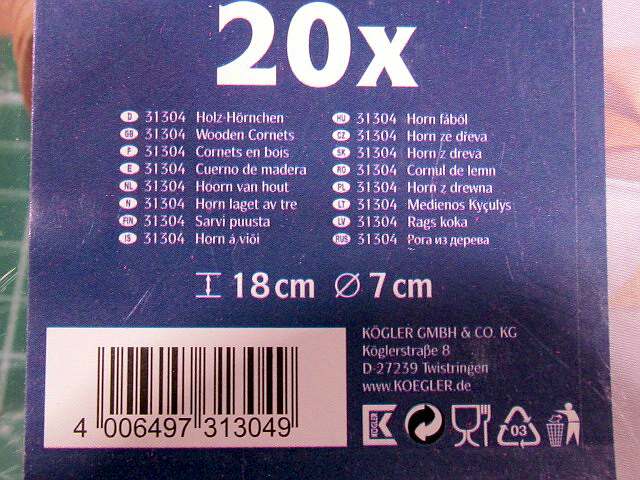 20x
D 31304 Holz-Hörnchen
GB 31304 Wooden Cornets
F 31304 Cornets en bois
E 31304 Cuerno de madera
NL 31304 Hoorn van hout
N 31304 Horn laget av tre
FIN 31304 Sarvi puusta
IS 31304 Horn á viöi
HU 31304 Horn fából
CZ 31304 Horn ze dřeva
SK 31304 Horn z dreva
RO 31304 Cornul de lemn
PL 31304 Horn z drewna
LT 31304 Medienos Kyçulys
LV 31304 Rags koka
RUS 31304 Рога из дерева
18 cm Ø 7 cm
KÖGLER GMBH & CO. KG
Köglerstraße 8
D-27239 Twistringen
www.KOEGLER.de
4 006497 313049
KÖGLER
03